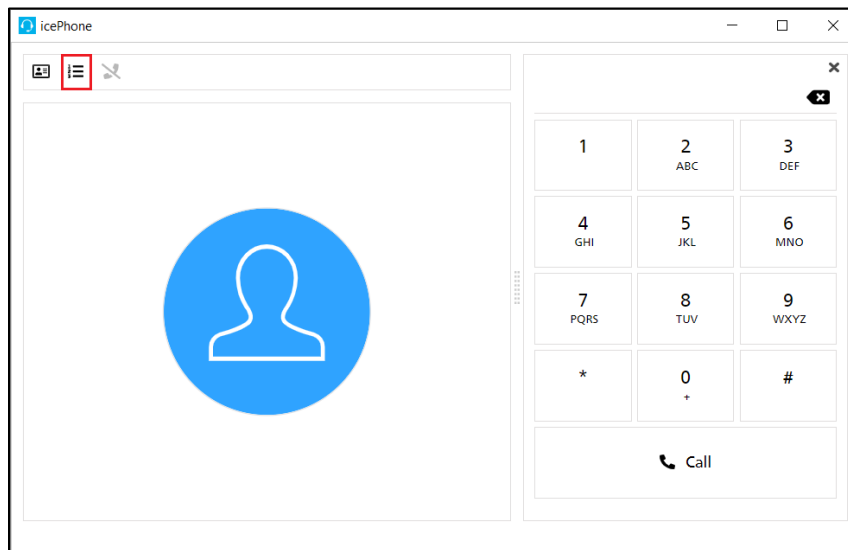 icePhone
1
2
ABC
3
DEF
4
GHI
5
JKL
6
MNO
7
PQRS
8
TUV
9
WXYZ
*
0
+
#
Call